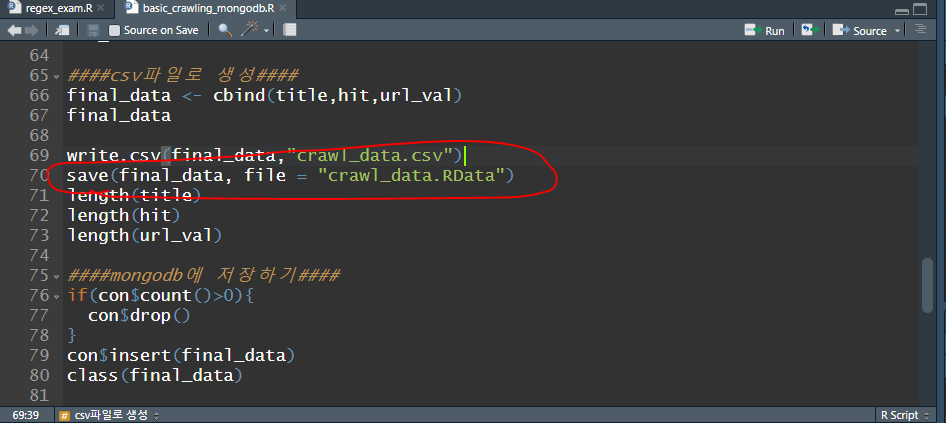 regex_exam.R
basic_crawling_mongodb.R
Source on Save
Run
Source
64
65 ####csv파일로 생성####
66 final_data <- cbind(title,hit,url_val)
67 final_data
68
69 write.csv(final_data,"crawl_data.csv")
70 save(final_data, file = "crawl_data.RData")
71 length(title)
72 length(hit)
73 length(url_val)
74
75 ####mongodb에 저장하기####
76 if(con$count()>0){
77 con$drop()
78 }
79 con$insert(final_data)
80 class(final_data)
81
69:39
# csv파일로 생성
R Script